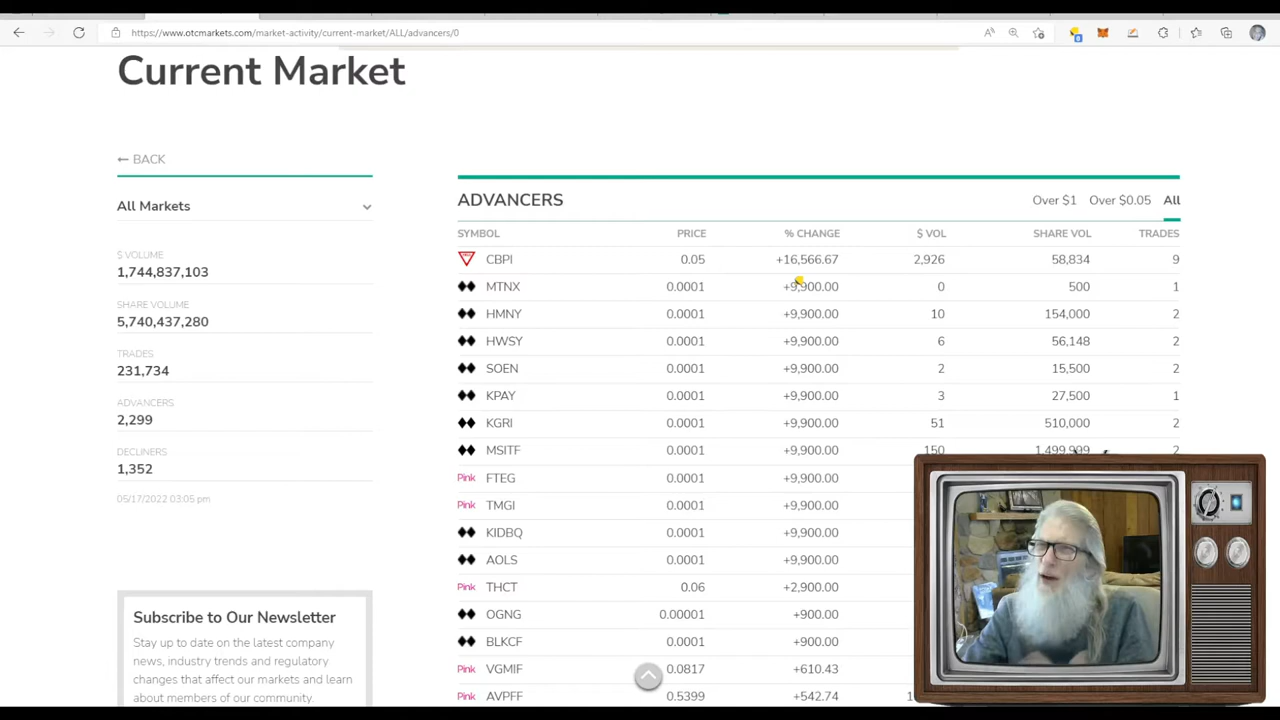 https://www.otcmarkets.com/market-activity/current-market/ALL/advancers/0
Current Market
BACK
All Markets
$ VOLUME
1,744,837,103
SHARE VOLUME
5,740,437,280
TRADES
231,734
ADVANCERS
2,299
DECLINERS
1,352
05/17/2022 03:05 pm
Subscribe to Our Newsletter
Stay up to date on the latest company
news, industry trends and regulatory
changes that affect our markets and learn
about members of our community.
ADVANCERS Over $1 Over $0.05 All
SYMBOL PRICE % CHANGE $ VOL SHARE VOL TRADES
CBPI 0.05 +16,566.67 2,926 58,834 9
MTNX 0.0001 +9,900.00 0 500 1
HMNY 0.0001 +9,900.00 10 154,000 2
HWSY 0.0001 +9,900.00 6 56,148 2
SOEN 0.0001 +9,900.00 2 15,500 2
KPAY 0.0001 +9,900.00 3 27,500 1
KGRI 0.0001 +9,900.00 51 510,000 2
MSITF 0.0001 +9,900.00 150 1,499,999 2
Pink FTEG 0.0001 +9,900.00
Pink TMGI 0.0001 +9,900.00
KIDBQ 0.0001 +9,900.00
AOLS 0.0001 +9,900.00
Pink THCT 0.06 +2,900.00
OGNG 0.00001 +900.00
BLKCF 0.0001 +900.00
Pink VGMIF 0.0817 +610.43
Pink AVPFF 0.5399 +542.74